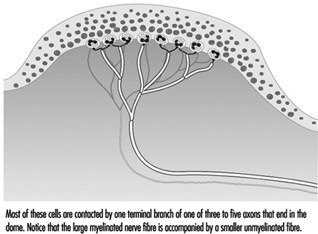 Most of these cells are contacted by one terminal branch of one of three to five axons that end in the
dome. Notice that the large myelinated nerve fibre is accompanied by a smaller unmyelinated fibre.